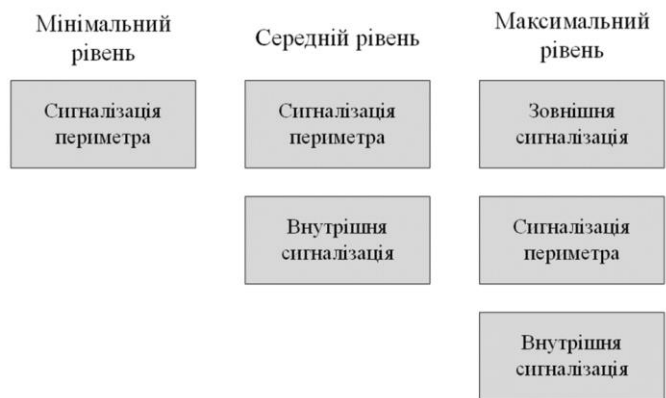 Мінімальний
рівень
Сигналізація
периметра
Середній рівень
Сигналізація
периметра
Внутрішня
сигналізація
Максимальний
рівень
Зовнішня
сигналізація
Сигналізація
периметра
Внутрішня
сигналізація